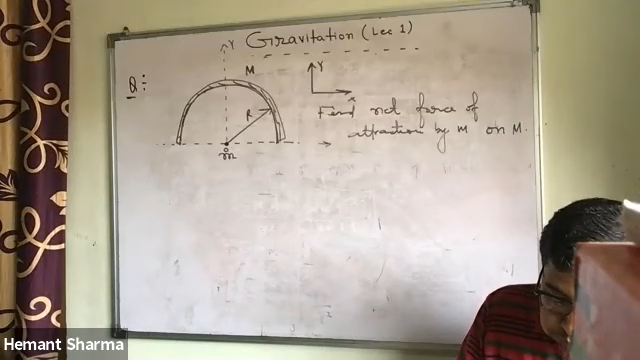 Gravitation (Lec 1)
Q:
Y
M
Y
x
R
m
Find net force of
attraction by m on M.
Hemant Sharma